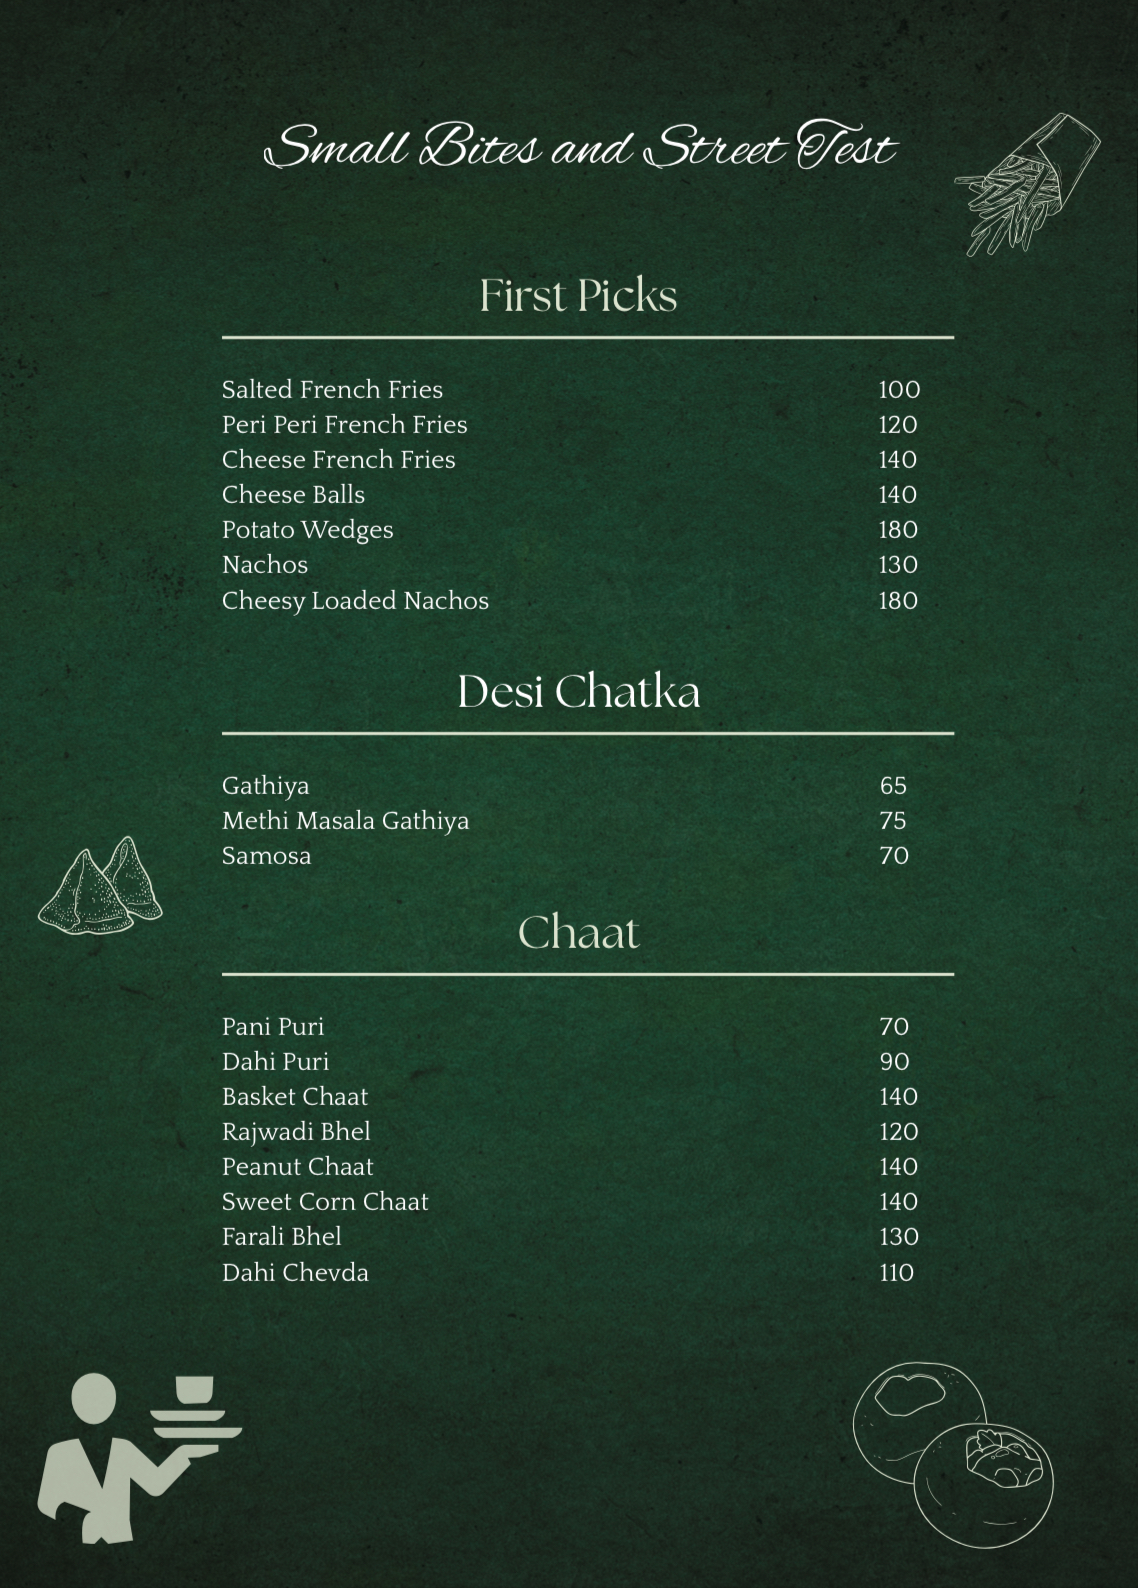 Small Bites and Street Test
First Picks
Salted French Fries 100
Peri Peri French Fries 120
Cheese French Fries 140
Cheese Balls 140
Potato Wedges 180
Nachos 130
Cheesy Loaded Nachos 180
Desi Chatka
Gathiya 65
Methi Masala Gathiya 75
Samosa 70
Chaat
Pani Puri 70
Dahi Puri 90
Basket Chaat 140
Rajwadi Bhel 120
Peanut Chaat 140
Sweet Corn Chaat 140
Farali Bhel 130
Dahi Chevda 110